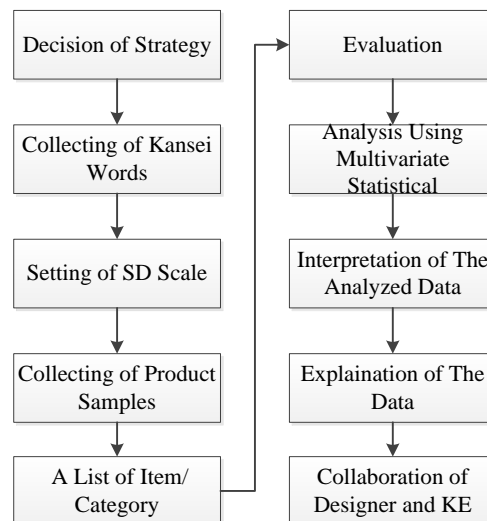 Decision of Strategy
Collecting of Kansei
Words
Setting of SD Scale
Collecting of Product
Samples
A List of Item/
Category
Evaluation
Analysis Using
Multivariate
Statistical
Interpretation of The
Analyzed Data
Explaination of The
Data
Collaboration of
Designer and KE